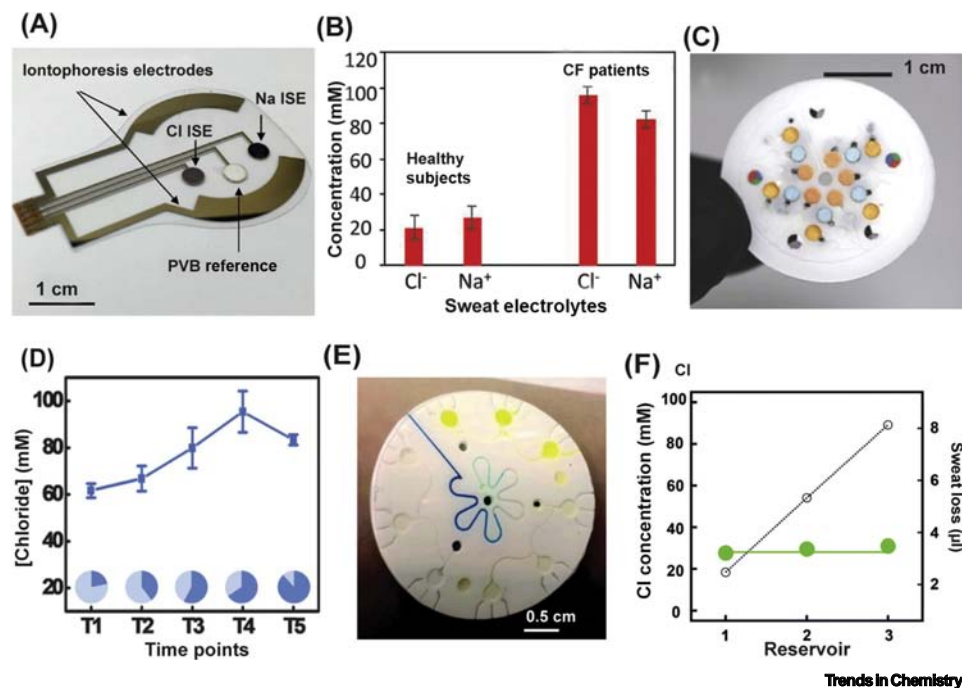 (A)
Iontophoresis electrodes
Na ISE
Cl ISE
PVB reference
1 cm
(B)
Concentration (mM)
120
100
80
60
40
20
0
Healthy
subjects
CF patients
Cl-
Na+
Cl-
Na+
Sweat electrolytes
(C)
1 cm
(D)
[Chloride] (mM)
100
80
60
20
T1
T2
T3
T4
T5
Time points
(E)
0.5 cm
(F)
Cl
Cl concentration (mM)
100
80
60
40
20
0
8
6
4
2
Sweat loss (µl)
1
2
3
Reservoir
Trends in Chemistry